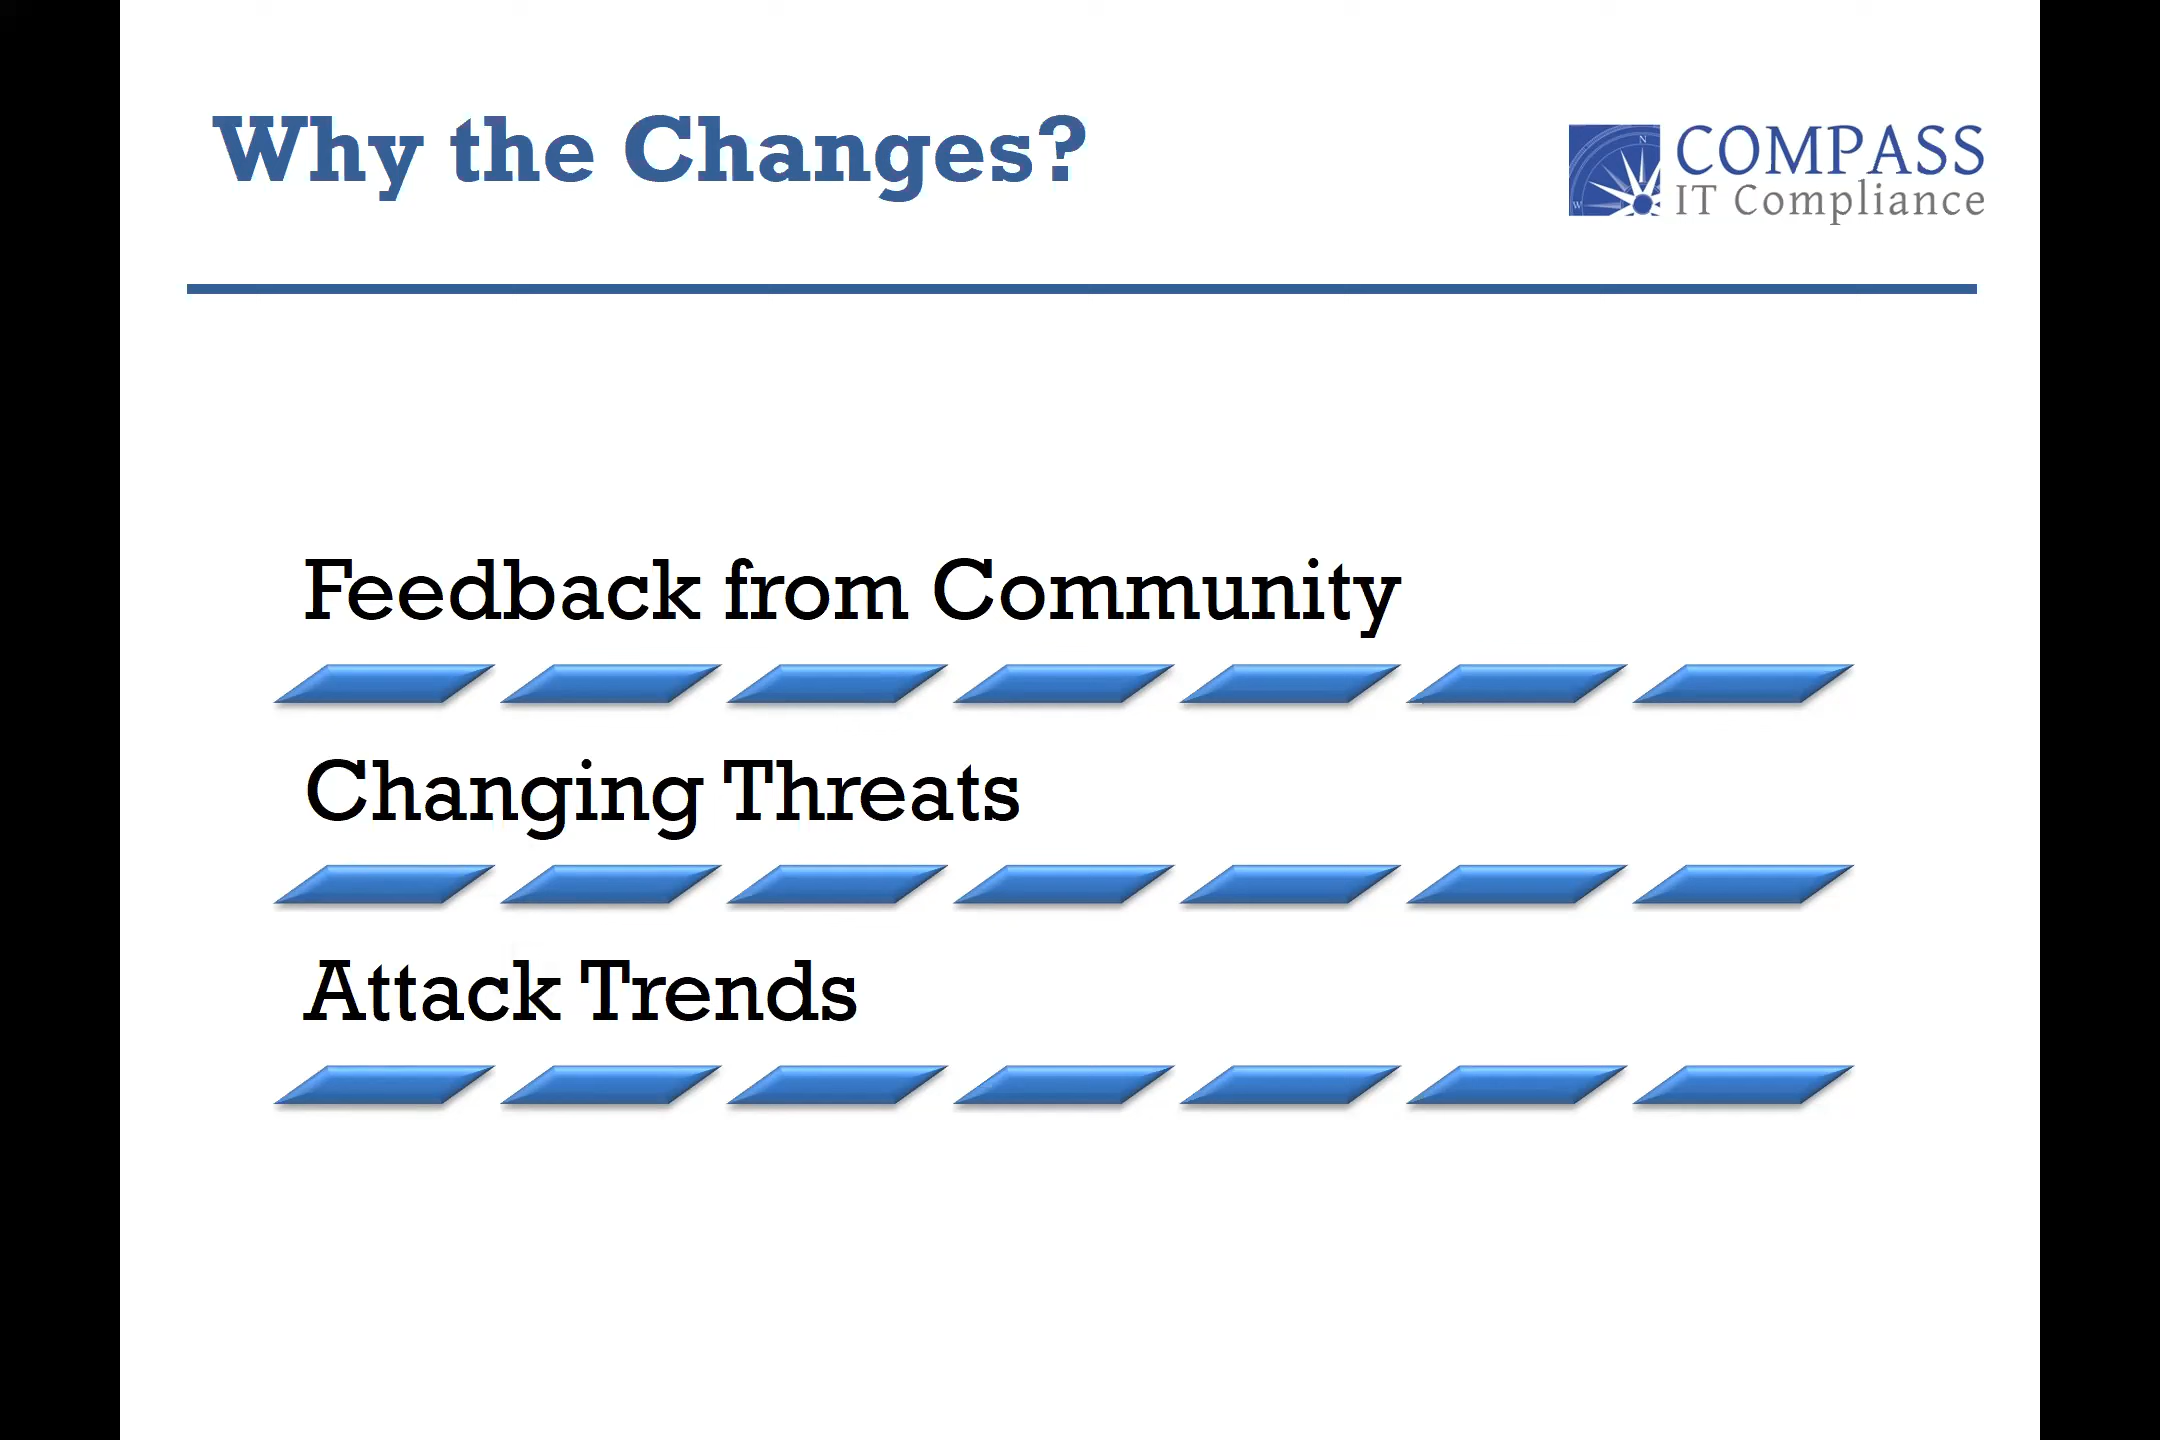 Why the Changes?
COMPASS
IT Compliance
N
W
Feedback from Community
Changing Threats
Attack Trends